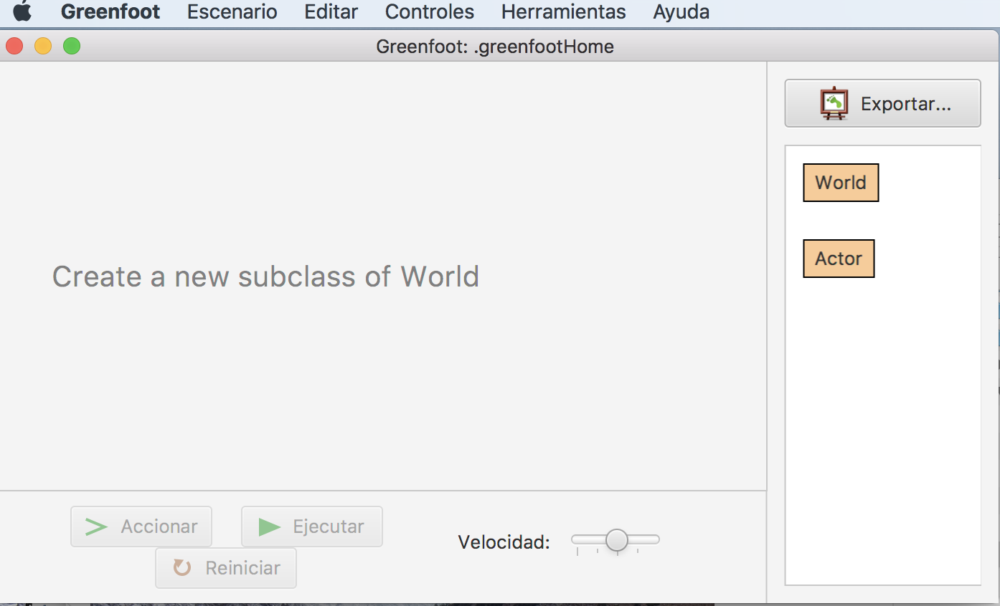 Greenfoot Escenario Editar Controles Herramientas Ayuda
Greenfoot: .greenfootHome
Exportar...
World
Actor
Create a new subclass of World
Accionar Ejecutar
Velocidad:
Reiniciar